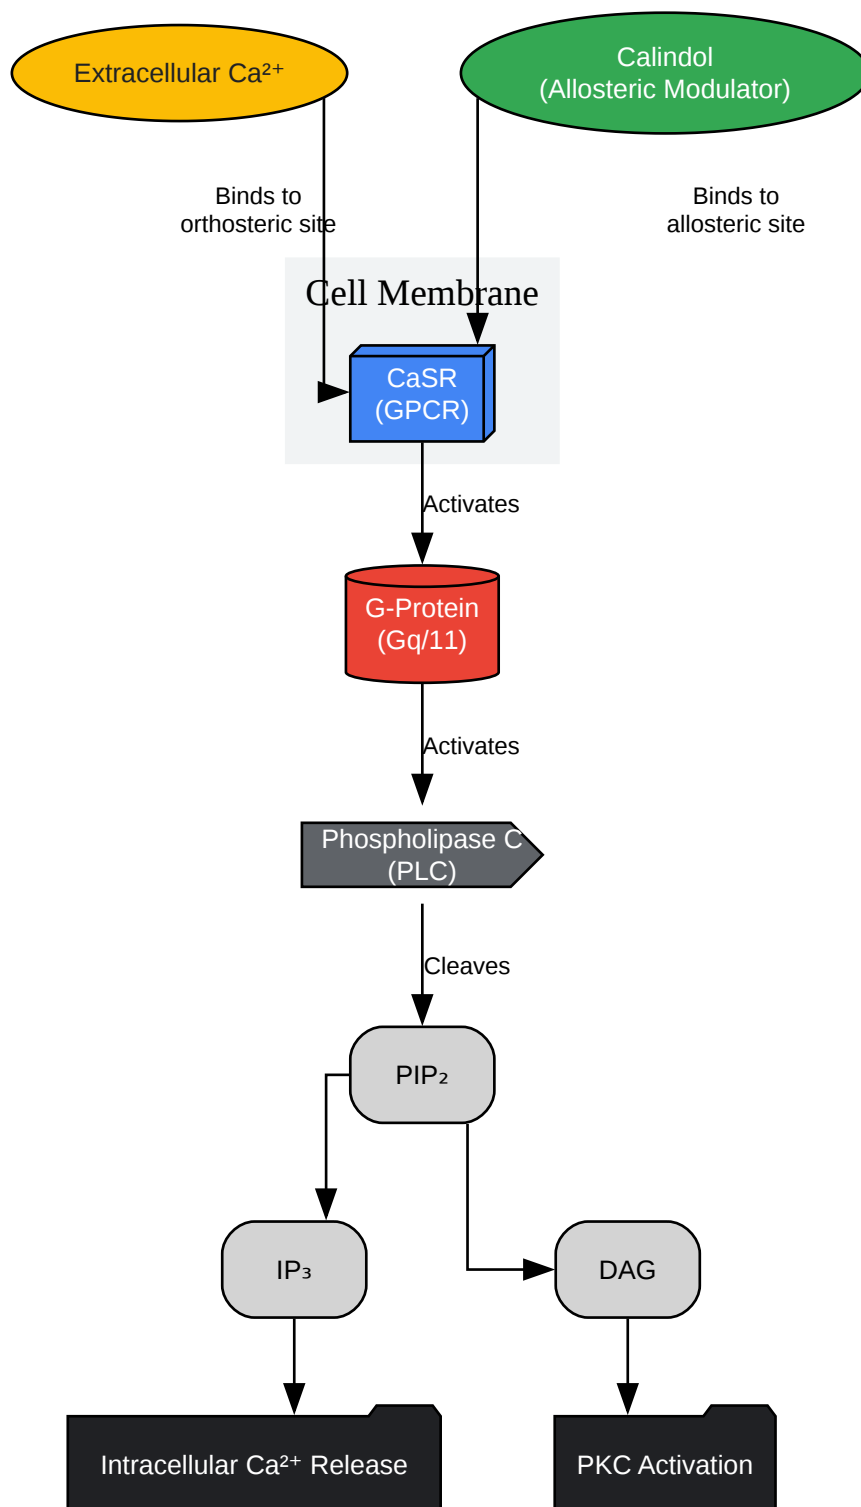 Extracellular Ca²⁺
Calindol
(Allosteric Modulator)
Binds to
orthosteric site
Binds to
allosteric site
Cell Membrane
CaSR
(GPCR)
Activates
G-Protein
(Gq/11)
Activates
Phospholipase C
(PLC)
Cleaves
PIP₂
IP₃
DAG
Intracellular Ca²⁺ Release
PKC Activation